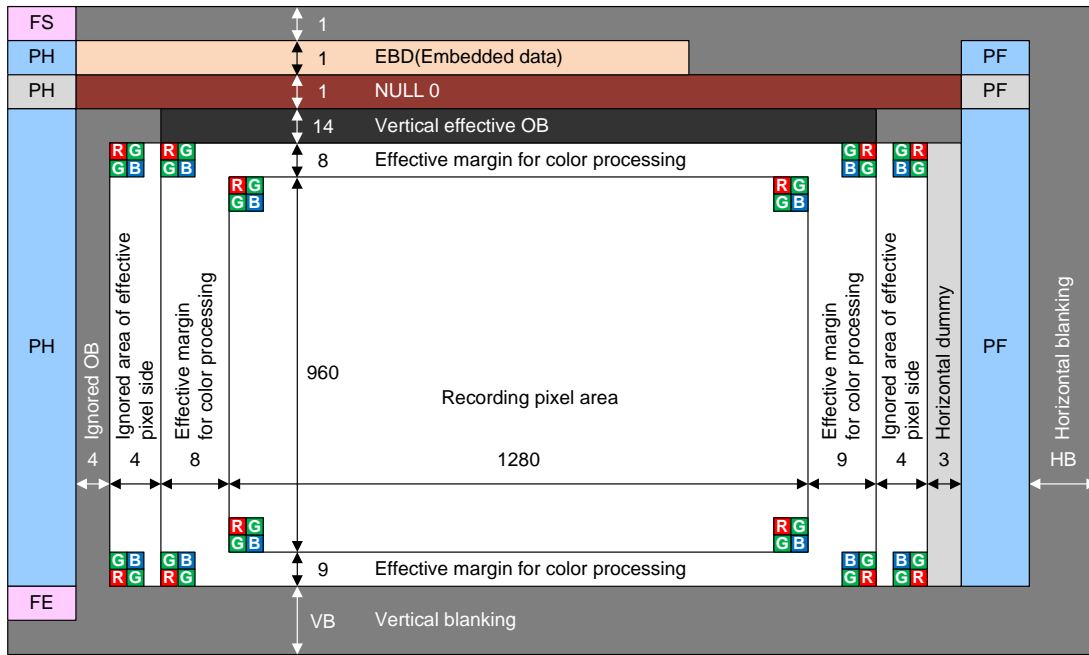 FS
1
PH
1
EBD(Embedded data)
PF
PH
1
NULL 0
PF
14
Vertical effective OB
R G
G B
R G
G B
8
Effective margin for color processing
G R
B G
G R
B G
R G
G B
R G
G B
PH
Ignored OB
4
Ignored area of effective
pixel side
4
Effective margin
for color processing
8
960
Recording pixel area
1280
Effective margin
for color processing
9
Ignored area of effective
pixel side
4
Horizontal dummy
3
PF
Horizontal blanking
HB
R G
G B
R G
G B
G B
R G
G B
R G
9
Effective margin for color processing
B G
G R
B G
G R
FE
VB
Vertical blanking